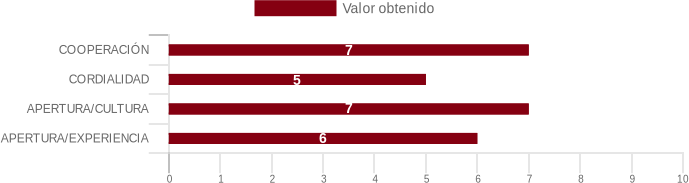 Valor obtenido
COOPERACIÓN 7
CORDIALIDAD 5
APERTURA/CULTURA 7
APERTURA/EXPERIENCIA 6
0 1 2 3 4 5 6 7 8 9 10